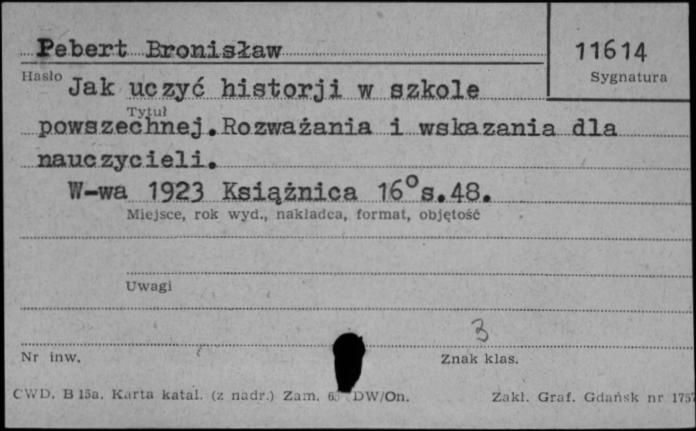 Pebert Bronisław
11614
Hasło
Sygnatura
Jak uczyć historji w szkole
Tytuł
powszechnej. Rozważania i wskazania dla
nauczycieli.
W-wa 1923 Książnica 16° s.48.
Miejsce, rok wyd., nakładca, format, objętość
Uwagi
3
Nr inw.
Znak klas.
CWD. B 15a. Karta katal. (z nadr.) Zam. DW/On.
Zakł. Graf. Gdańsk nr 1757